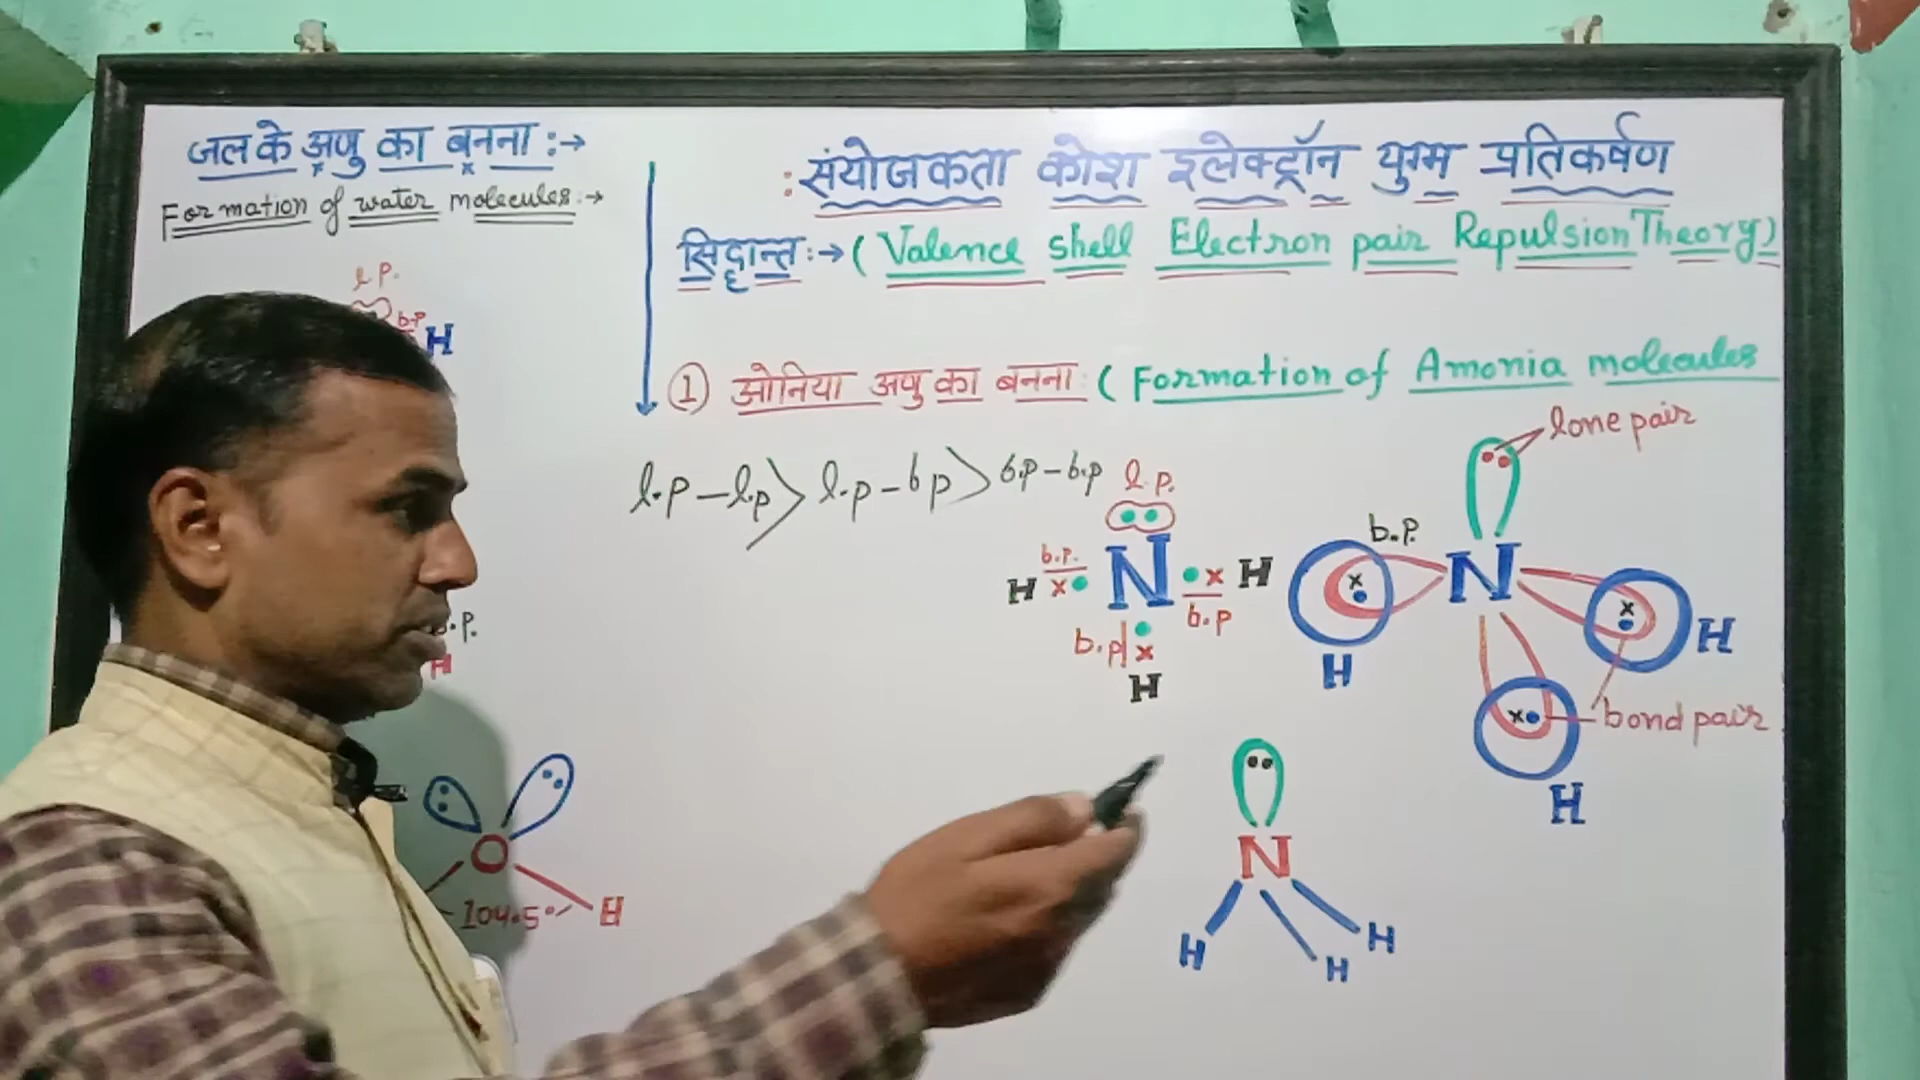 जल के अणु का बनना :→
Formation of water molecules :→
l P.
b.p
H
.P.
H
O
104.5°
H
: संयोजकता कोश इलेक्ट्रॉन युग्म प्रतिकर्षण
सिद्धान्त :→ ( Valence shell Electron pair Repulsion Theory )
① ओनिया अणु का बनना ( Formation of Amonia molecules
l.p – l.p > l.p – b p > b.p – b.p
l. p.
b.p.
H x • N • x H
b.p
b.p x
H
lone pair
b.p.
N
x
x
H
H
x
bond pair
H
N
H
H
H